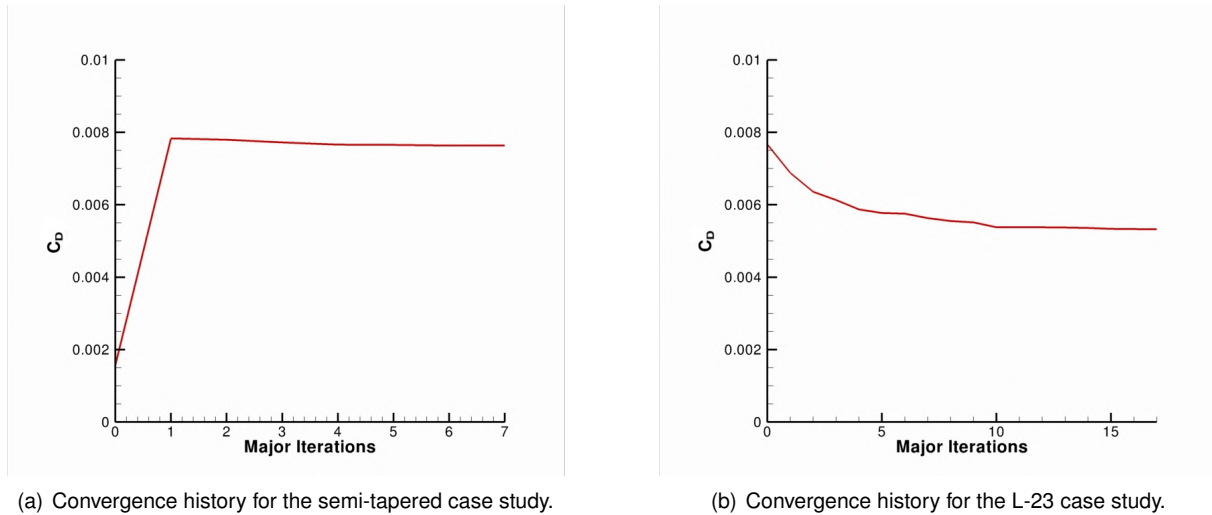 0.01
0.008
0.006
0.004
0.002
0
C_D
0 1 2 3 4 5 6 7
Major Iterations
(a) Convergence history for the semi-tapered case study.
0.01
0.008
0.006
0.004
0.002
0
C_D
0 5 10 15
Major Iterations
(b) Convergence history for the L-23 case study.